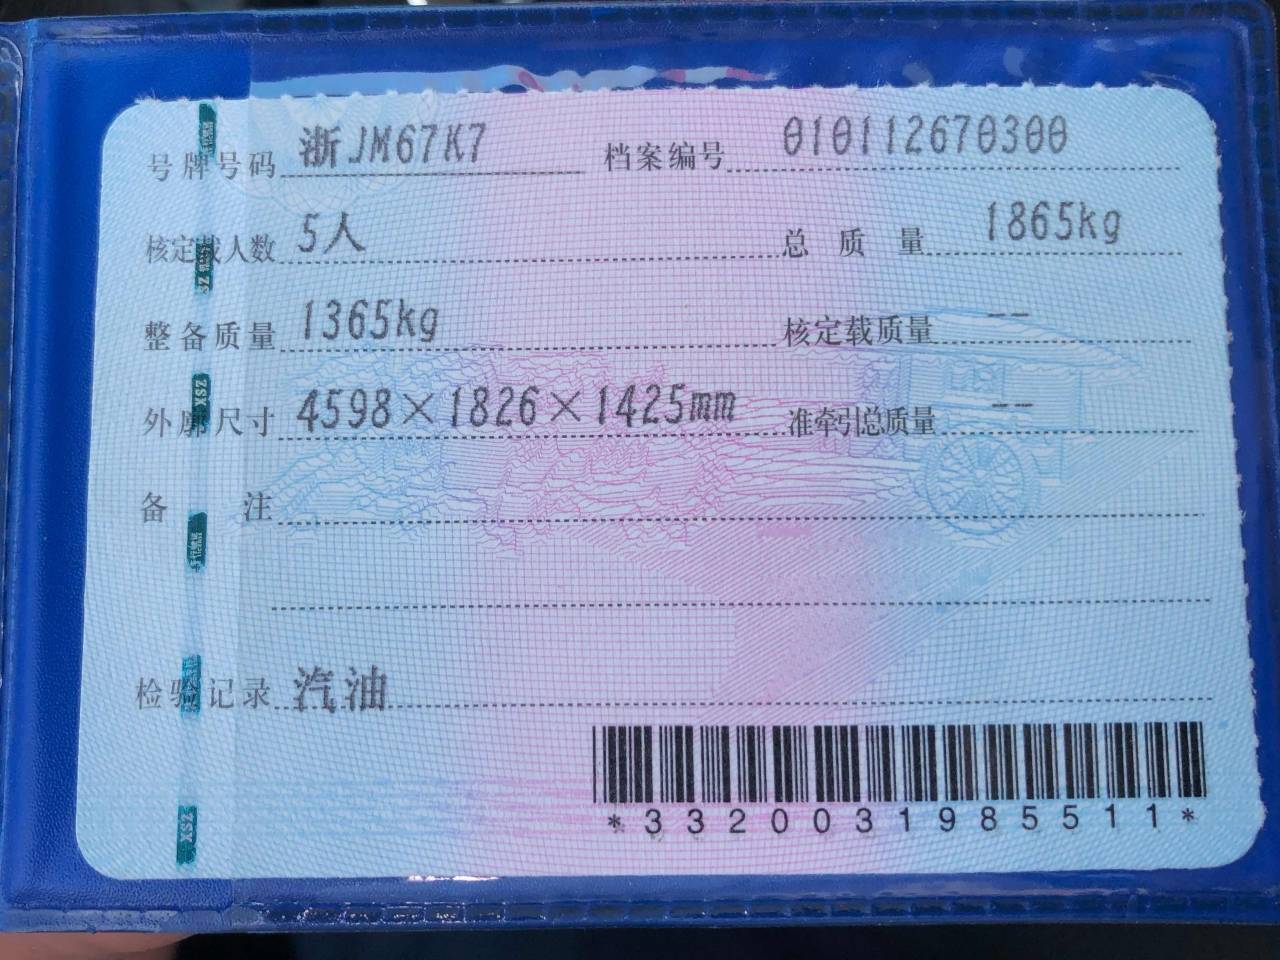 号牌号码 浙JM67K7 档案编号 010112670300
核定载人数 5人 总质量 1865kg
整备质量 1365kg 核定载质量 --
外廓尺寸 4598×1826×1425mm 准牵引总质量 --
备注
检验记录 汽油
*3320031985511*
XSZ
XSZ